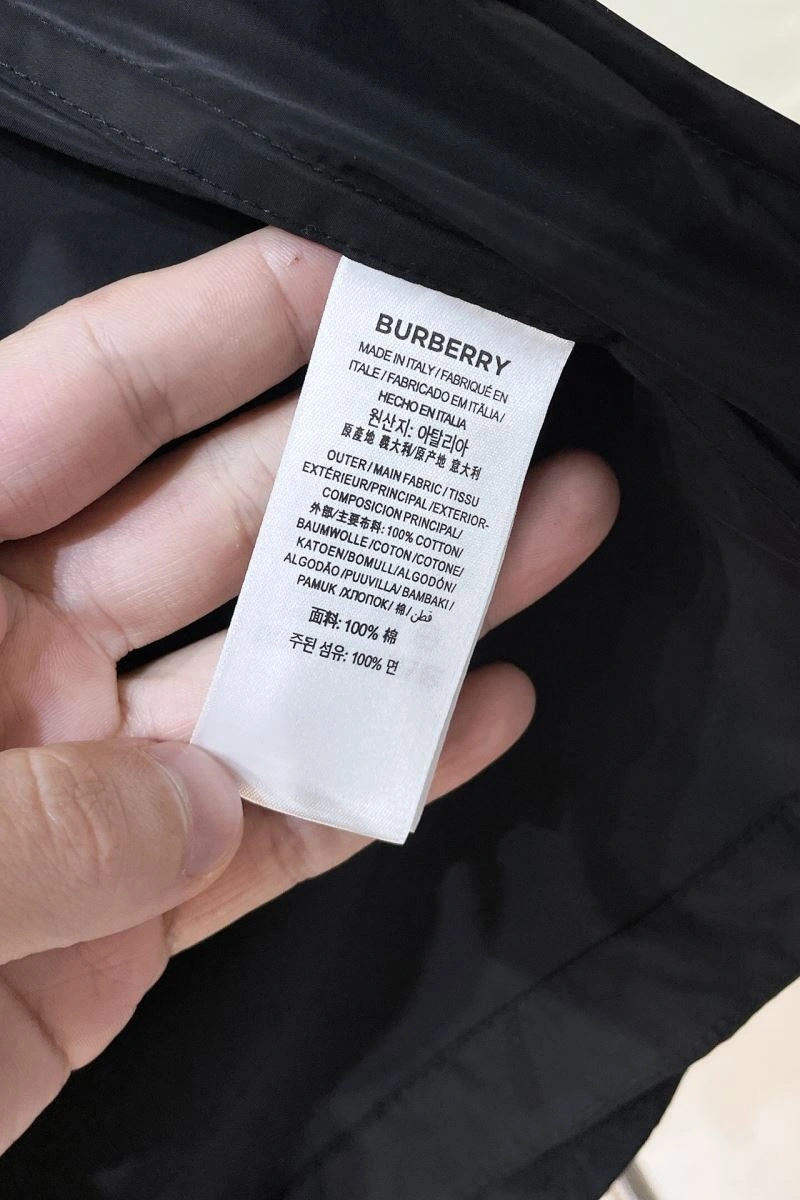 BURBERRY
MADE IN ITALY / FABRIQUÉ EN
ITALE / FABRICADO EM ITÁLIA /
HECHO EN ITALIA
원산지: 아탈리아
原産地 義大利/原产地 意大利
OUTER / MAIN FABRIC / TISSU
EXTÉRIEUR/PRINCIPAL/EXTERIOR-
COMPOSICION PRINCIPAL/
外部/主要布料: 100% COTTON/
BAUMWOLLE /COTON /COTONE/
KATOEN/BOMULL/ALGODÓN/
ALGODÃO /PUUVILLA/ BAMBAKI /
PAMUK /ХЛОПОК/ 棉/ قطن
面料: 100% 棉
주된 섬유: 100% 면